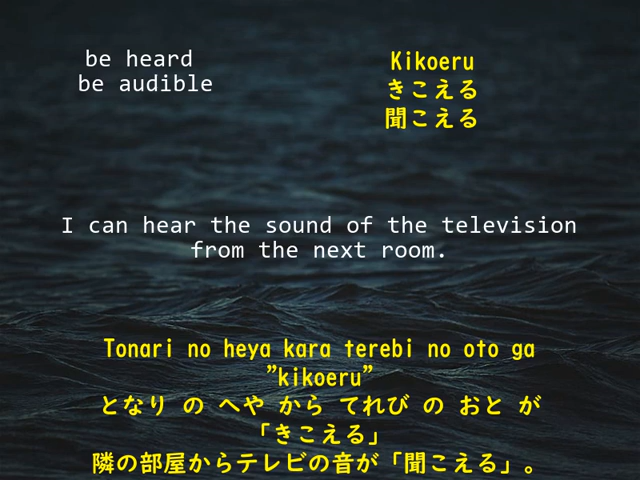 be heard
be audible
Kikoeru
きこえる
聞こえる
I can hear the sound of the television
from the next room.
Tonari no heya kara terebi no oto ga
”kikoeru”
となり の へや から てれび の おと が
「きこえる」
隣の部屋からテレビの音が「聞こえる」。